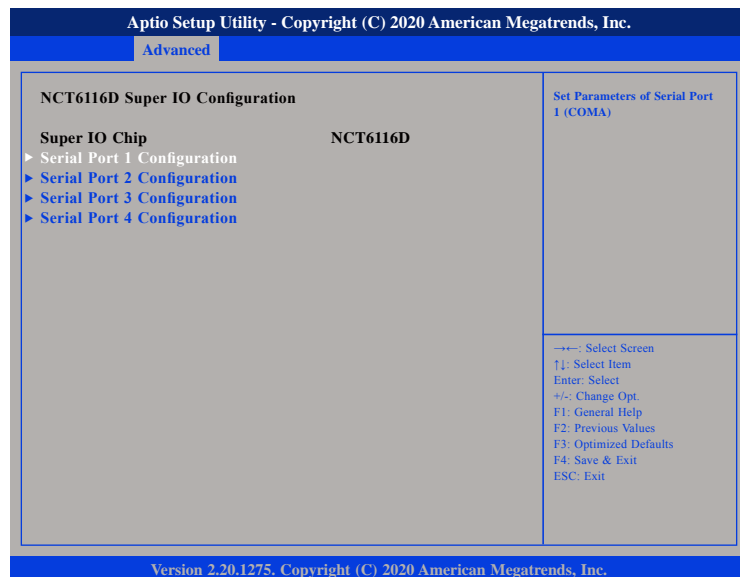 Aptio Setup Utility - Copyright (C) 2020 American Megatrends, Inc.
Advanced
NCT6116D Super IO Configuration
Super IO Chip NCT6116D
► Serial Port 1 Configuration
► Serial Port 2 Configuration
► Serial Port 3 Configuration
► Serial Port 4 Configuration
Set Parameters of Serial Port
1 (COMA)
→←: Select Screen
↑↓: Select Item
Enter: Select
+/-: Change Opt.
F1: General Help
F2: Previous Values
F3: Optimized Defaults
F4: Save & Exit
ESC: Exit
Version 2.20.1275. Copyright (C) 2020 American Megatrends, Inc.